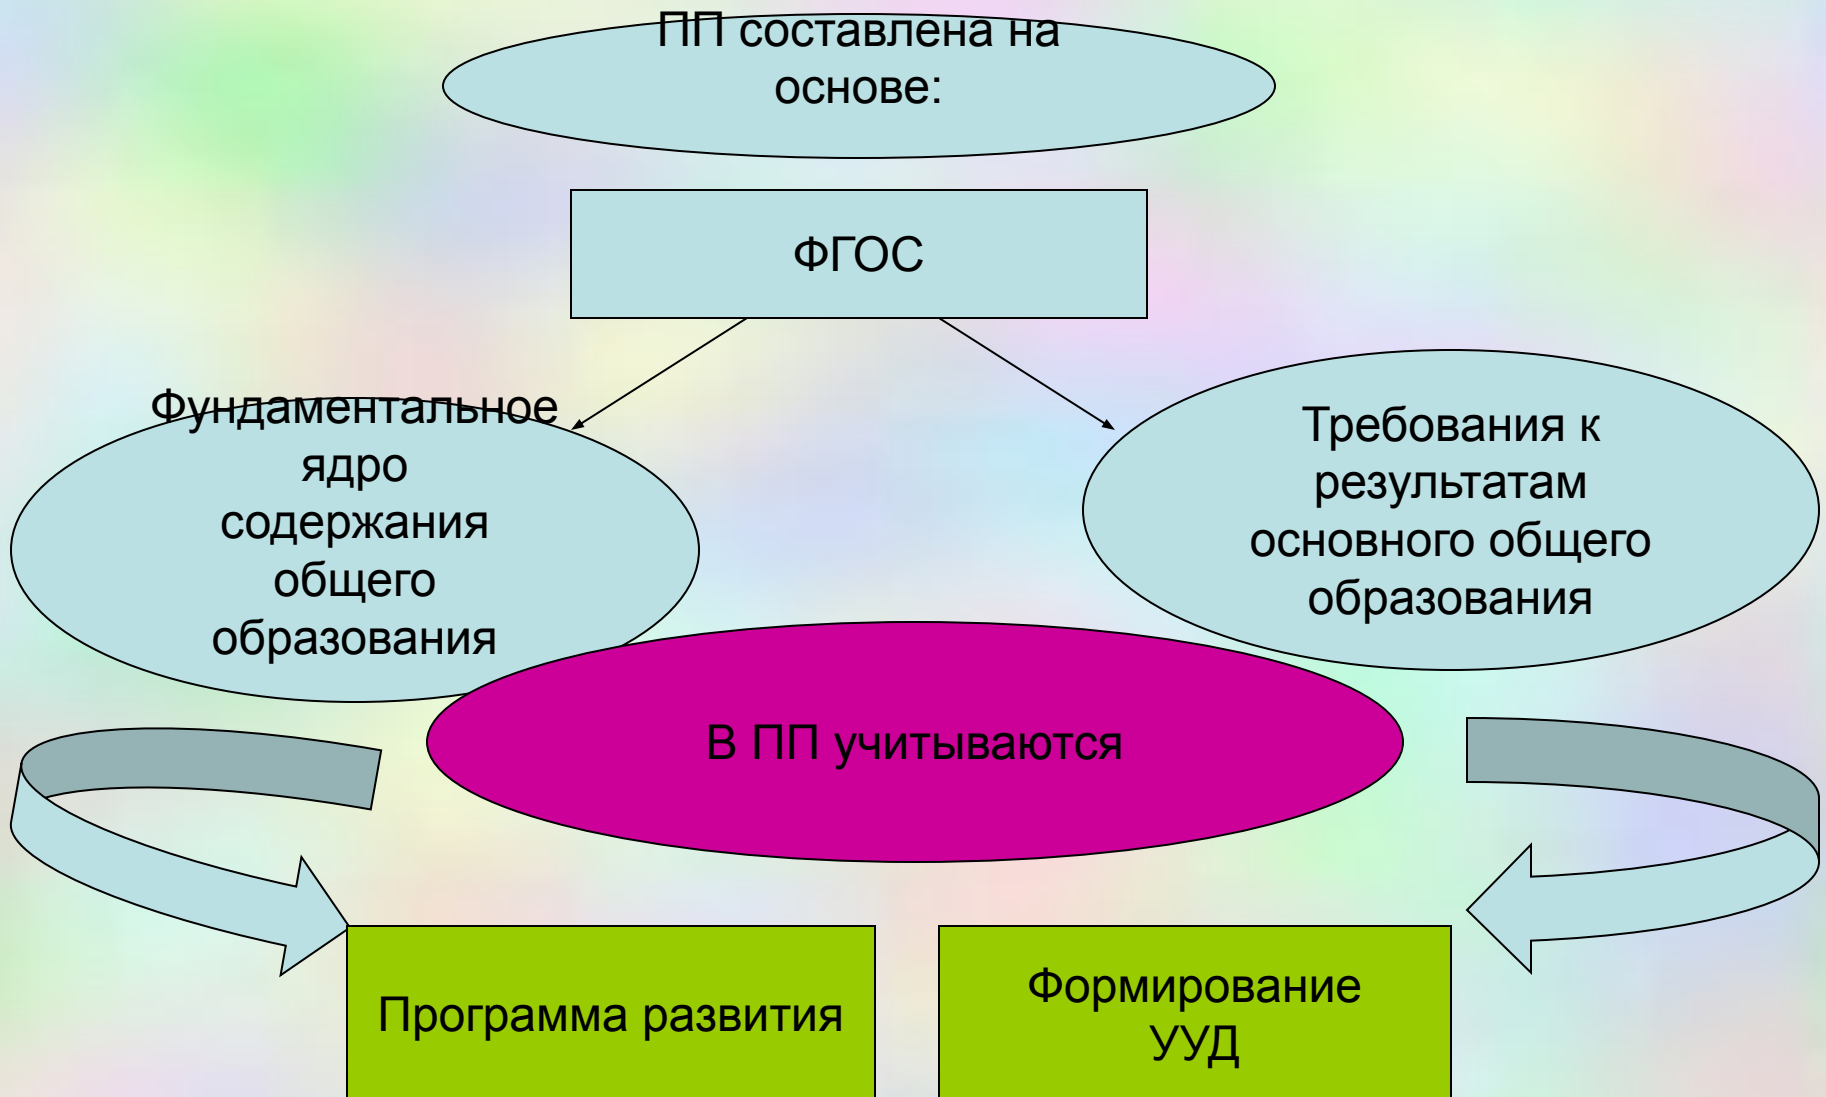 ПП составлена на
основе:
ФГОС
Фундаментальное
ядро
содержания
общего
образования
Требования к
результатам
основного общего
образования
В ПП учитываются
Программа развития
Формирование
УУД